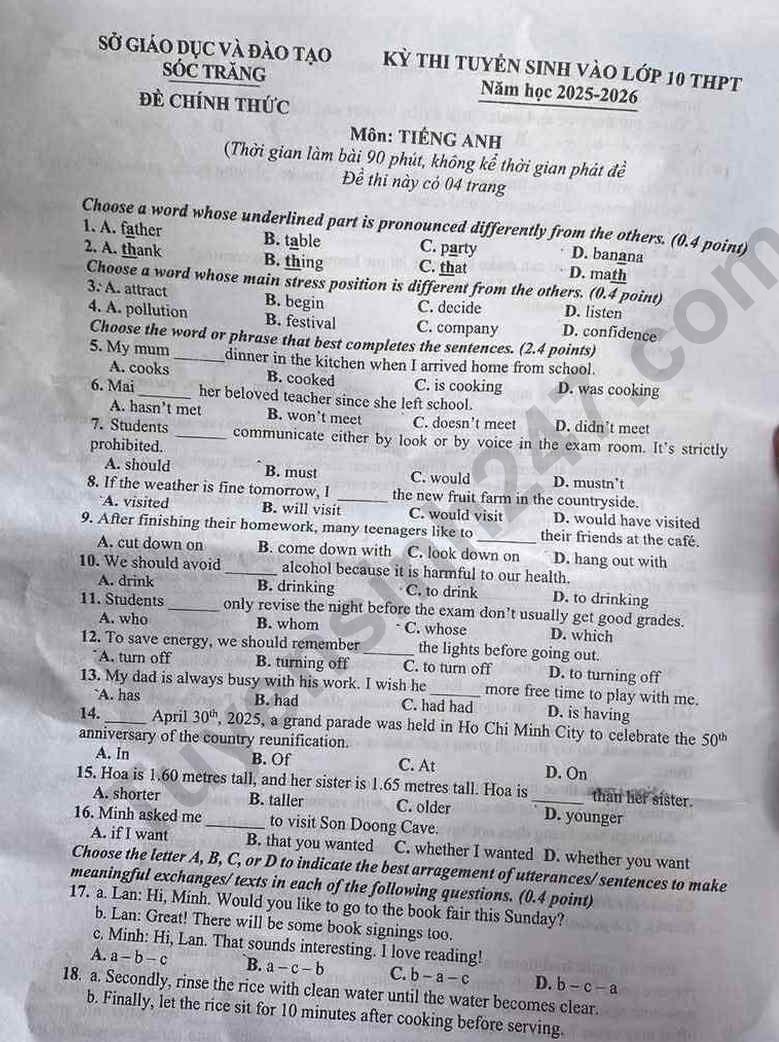 SỞ GIÁO DỤC VÀ ĐÀO TẠO
SÓC TRĂNG
ĐỀ CHÍNH THỨC
KỲ THI TUYỂN SINH VÀO LỚP 10 THPT
Năm học 2025-2026
Môn: TIẾNG ANH
(Thời gian làm bài 90 phút, không kể thời gian phát đề
Đề thi này có 04 trang
Choose a word whose underlined part is pronounced differently from the others. (0.4 point)
1. A. father B. table C. party D. banana
2. A. thank B. thing C. that D. math
Choose a word whose main stress position is different from the others. (0.4 point)
3. A. attract B. begin C. decide D. listen
4. A. pollution B. festival C. company D. confidence
Choose the word or phrase that best completes the sentences. (2.4 points)
5. My mum ______ dinner in the kitchen when I arrived home from school.
A. cooks B. cooked C. is cooking D. was cooking
6. Mai ______ her beloved teacher since she left school.
A. hasn't met B. won't meet C. doesn't meet D. didn't meet
7. Students ______ communicate either by look or by voice in the exam room. It's strictly
prohibited.
A. should B. must C. would D. mustn't
8. If the weather is fine tomorrow, I ______ the new fruit farm in the countryside.
A. visited B. will visit C. would visit D. would have visited
9. After finishing their homework, many teenagers like to ______ their friends at the café.
A. cut down on B. come down with C. look down on D. hang out with
10. We should avoid ______ alcohol because it is harmful to our health.
A. drink B. drinking C. to drink D. to drinking
11. Students ______ only revise the night before the exam don't usually get good grades.
A. who B. whom C. whose D. which
12. To save energy, we should remember ______ the lights before going out.
A. turn off B. turning off C. to turn off D. to turning off
13. My dad is always busy with his work. I wish he ______ more free time to play with me.
A. has B. had C. had had D. is having
14. ______ April 30th, 2025, a grand parade was held in Ho Chi Minh City to celebrate the 50th
anniversary of the country reunification.
A. In B. Of C. At D. On
15. Hoa is 1.60 metres tall, and her sister is 1.65 metres tall. Hoa is ______ than her sister.
A. shorter B. taller C. older D. younger
16. Minh asked me ______ to visit Son Doong Cave.
A. if I want B. that you wanted C. whether I wanted D. whether you want
Choose the letter A, B, C, or D to indicate the best arragement of utterances/ sentences to make
meaningful exchanges/ texts in each of the following questions. (0.4 point)
17. a. Lan: Hi, Minh. Would you like to go to the book fair this Sunday?
b. Lan: Great! There will be some book signings too.
c. Minh: Hi, Lan. That sounds interesting. I love reading!
A. a – b – c B. a – c – b C. b – a – c D. b – c – a
18. a. Secondly, rinse the rice with clean water until the water becomes clear.
b. Finally, let the rice sit for 10 minutes after cooking before serving.
Tuyensinh247.com